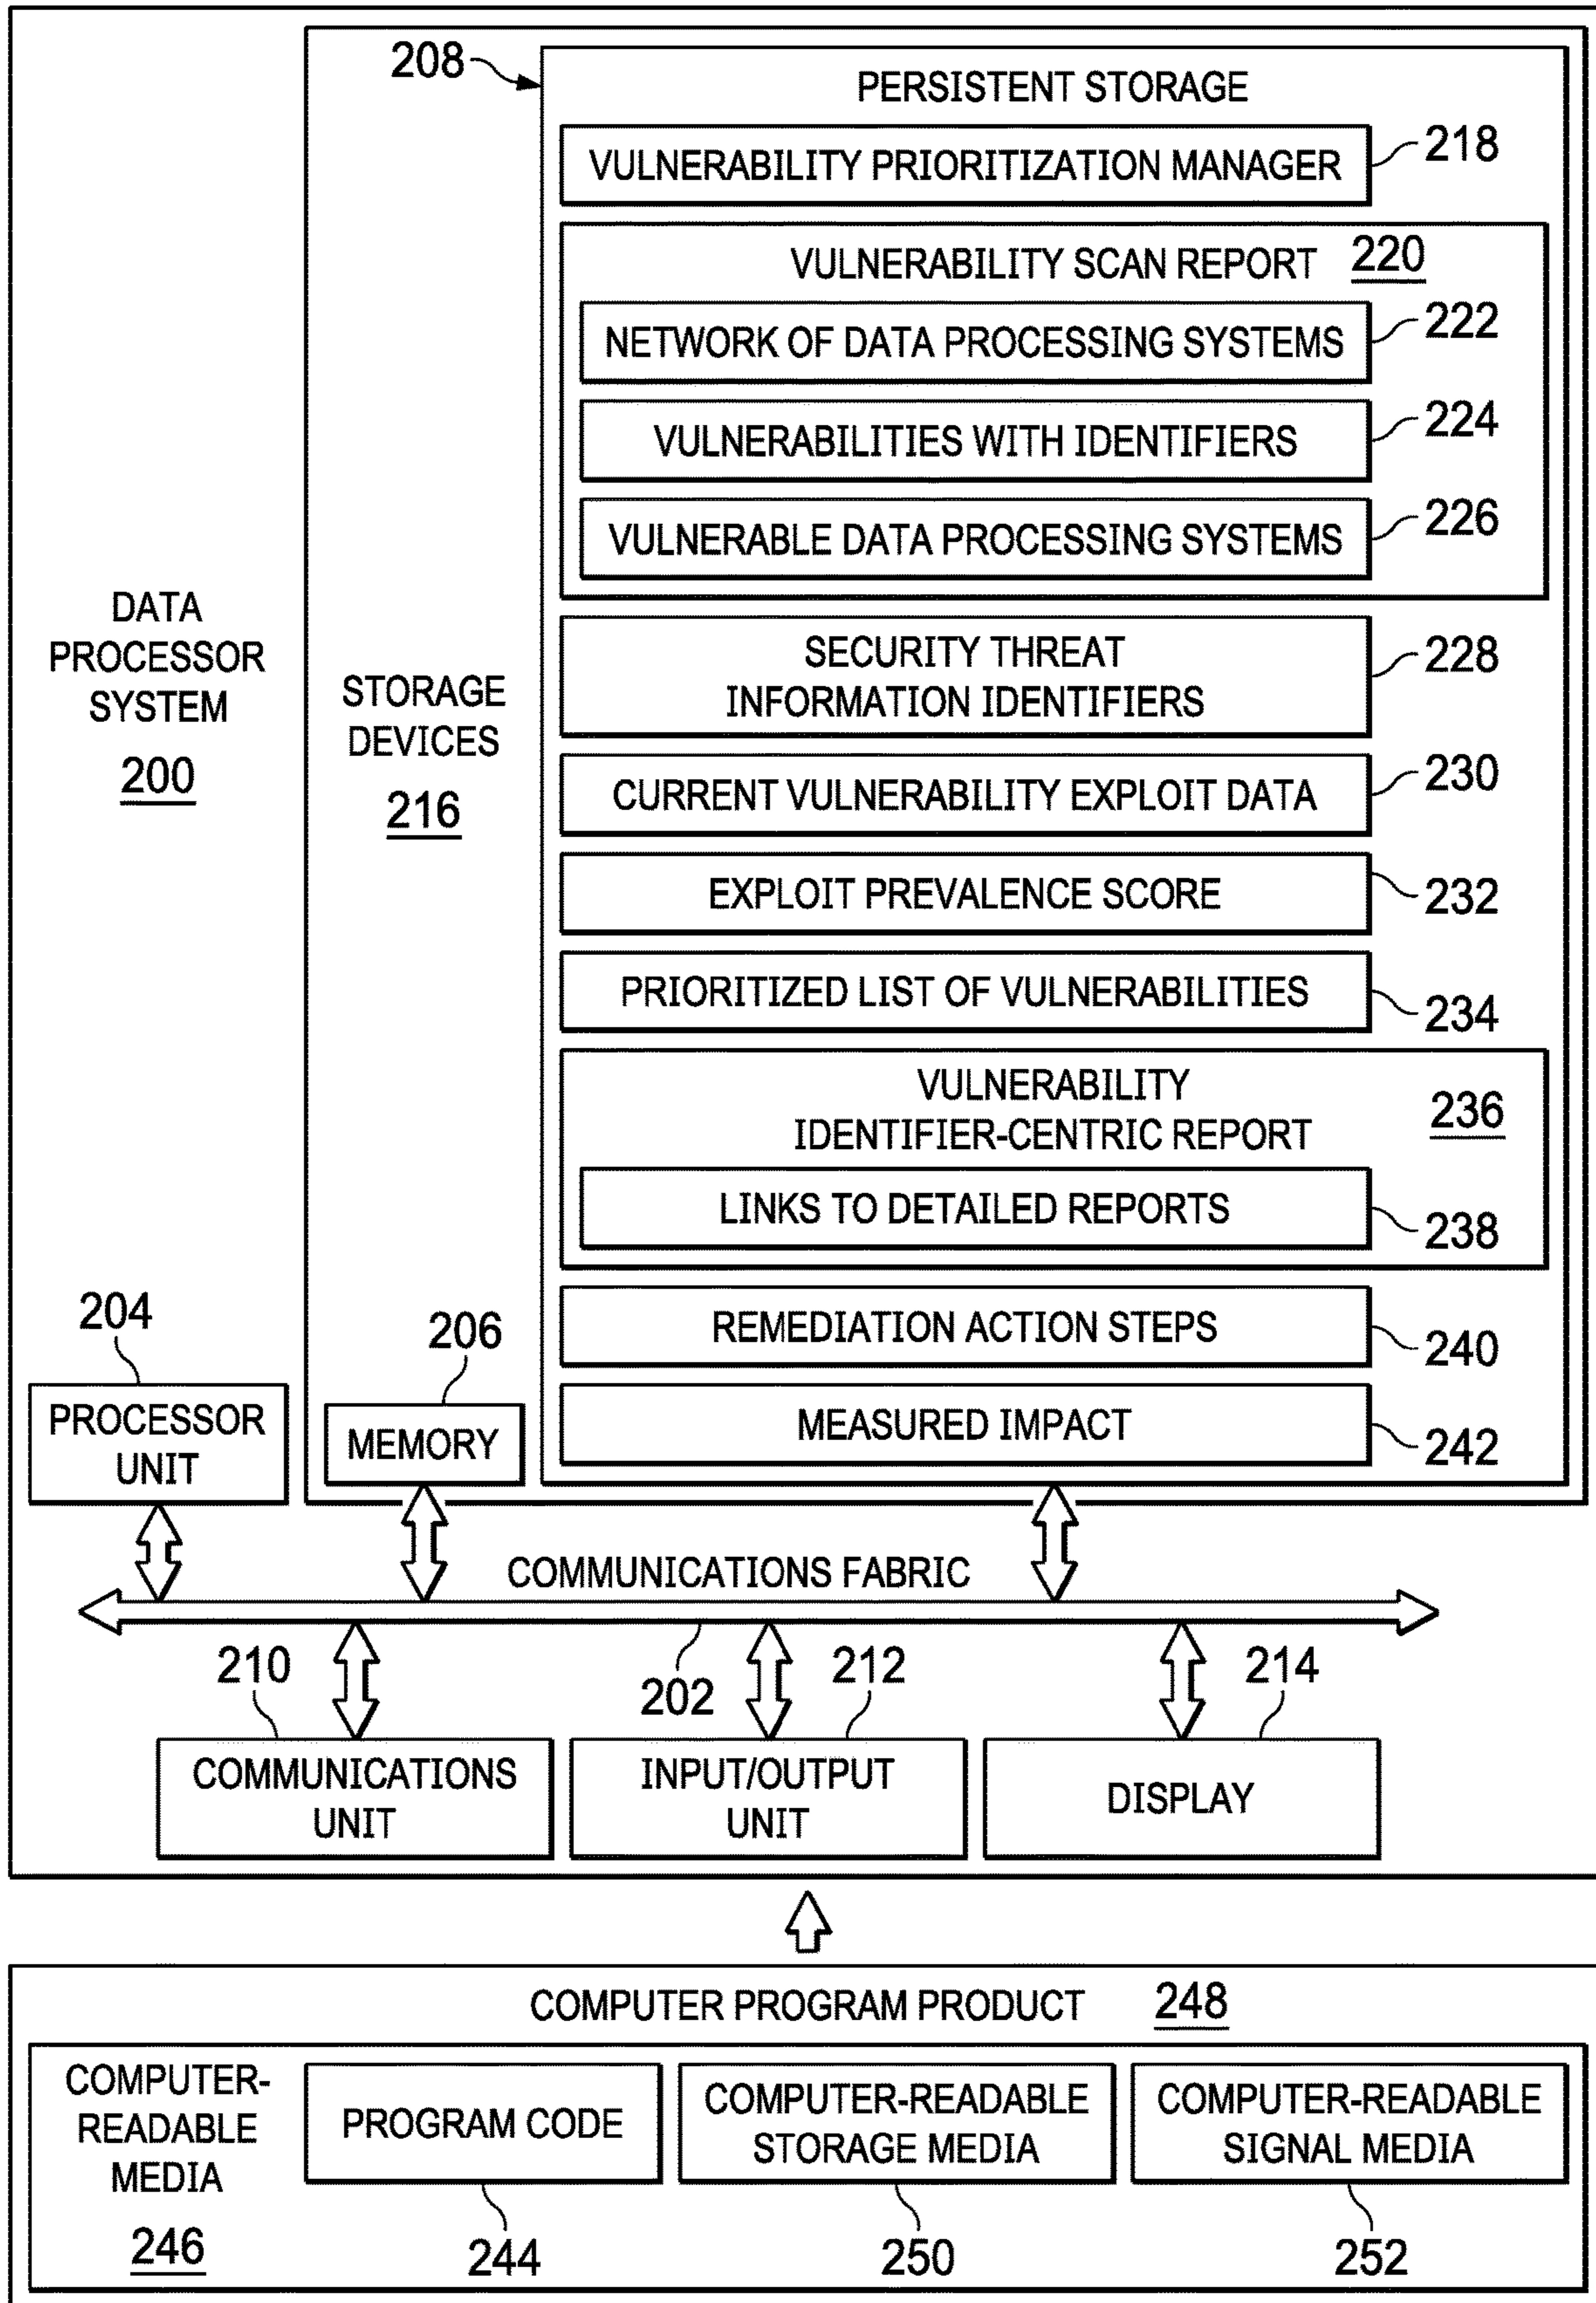 208
PERSISTENT STORAGE
VULNERABILITY PRIORITIZATION MANAGER
218
VULNERABILITY SCAN REPORT
220
NETWORK OF DATA PROCESSING SYSTEMS
222
VULNERABILITIES WITH IDENTIFIERS
224
VULNERABLE DATA PROCESSING SYSTEMS
226
DATA
PROCESSOR
SYSTEM
200
STORAGE
DEVICES
216
SECURITY THREAT
INFORMATION IDENTIFIERS
228
CURRENT VULNERABILITY EXPLOIT DATA
230
EXPLOIT PREVALENCE SCORE
232
PRIORITIZED LIST OF VULNERABILITIES
234
VULNERABILITY
IDENTIFIER-CENTRIC REPORT
236
LINKS TO DETAILED REPORTS
238
REMEDIATION ACTION STEPS
240
MEASURED IMPACT
242
204
PROCESSOR
UNIT
206
MEMORY
COMMUNICATIONS FABRIC
202
210
COMMUNICATIONS
UNIT
212
INPUT/OUTPUT
UNIT
214
DISPLAY
COMPUTER PROGRAM PRODUCT
248
COMPUTER-
READABLE
MEDIA
246
PROGRAM CODE
244
COMPUTER-READABLE
STORAGE MEDIA
250
COMPUTER-READABLE
SIGNAL MEDIA
252